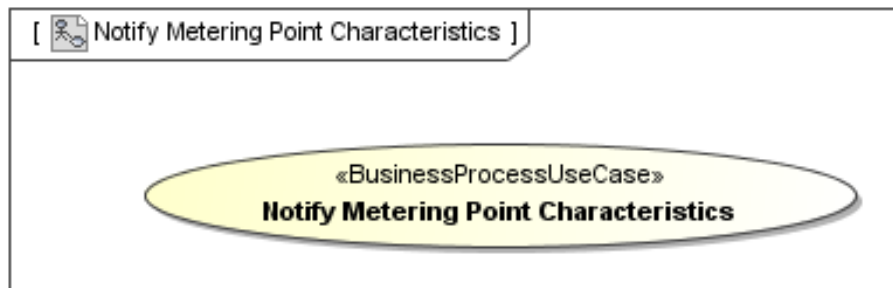 [ Notify Metering Point Characteristics ]
«BusinessProcessUseCase»
Notify Metering Point Characteristics